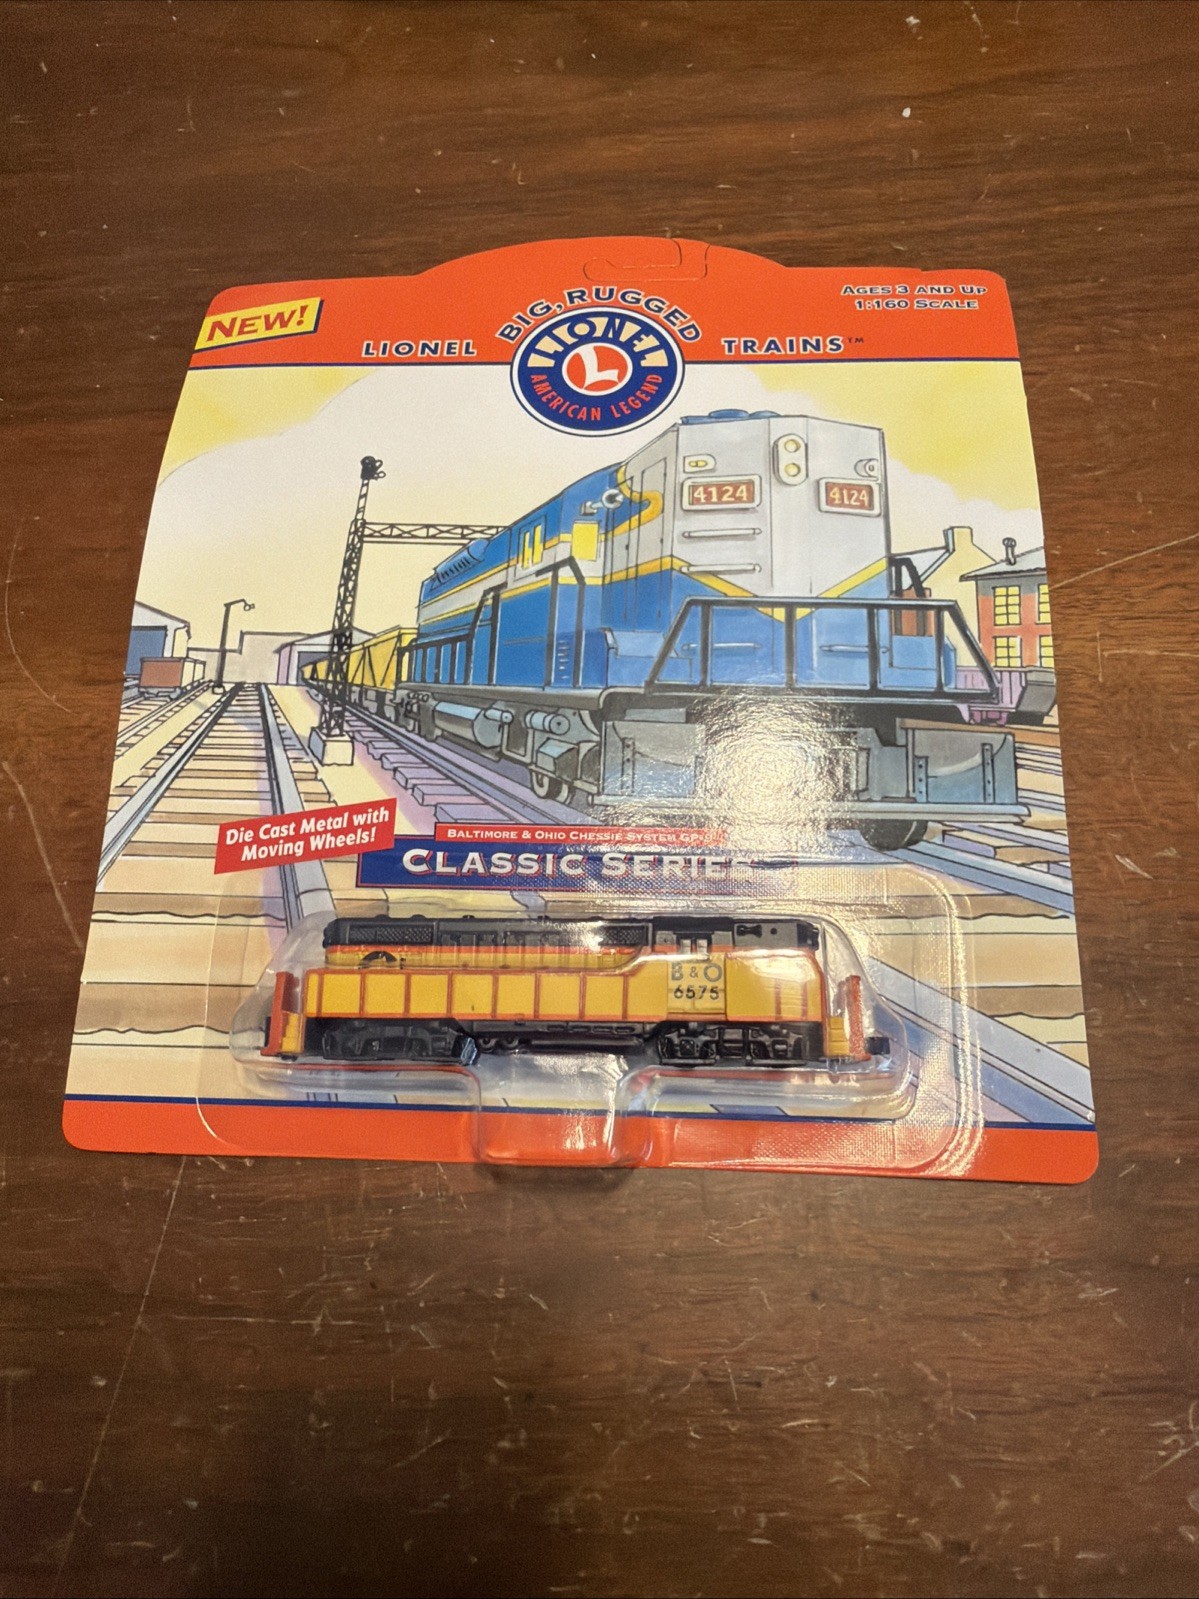 NEW!
AGES 3 AND UP
1:160 SCALE
BIG, RUGGED
LIONEL
TRAINS™
LIONEL
L
AMERICAN LEGEND
4124
4124
Die Cast Metal with
Moving Wheels!
BALTIMORE & OHIO CHESSIE SYSTEM
CLASSIC SERIES
B & O
6575